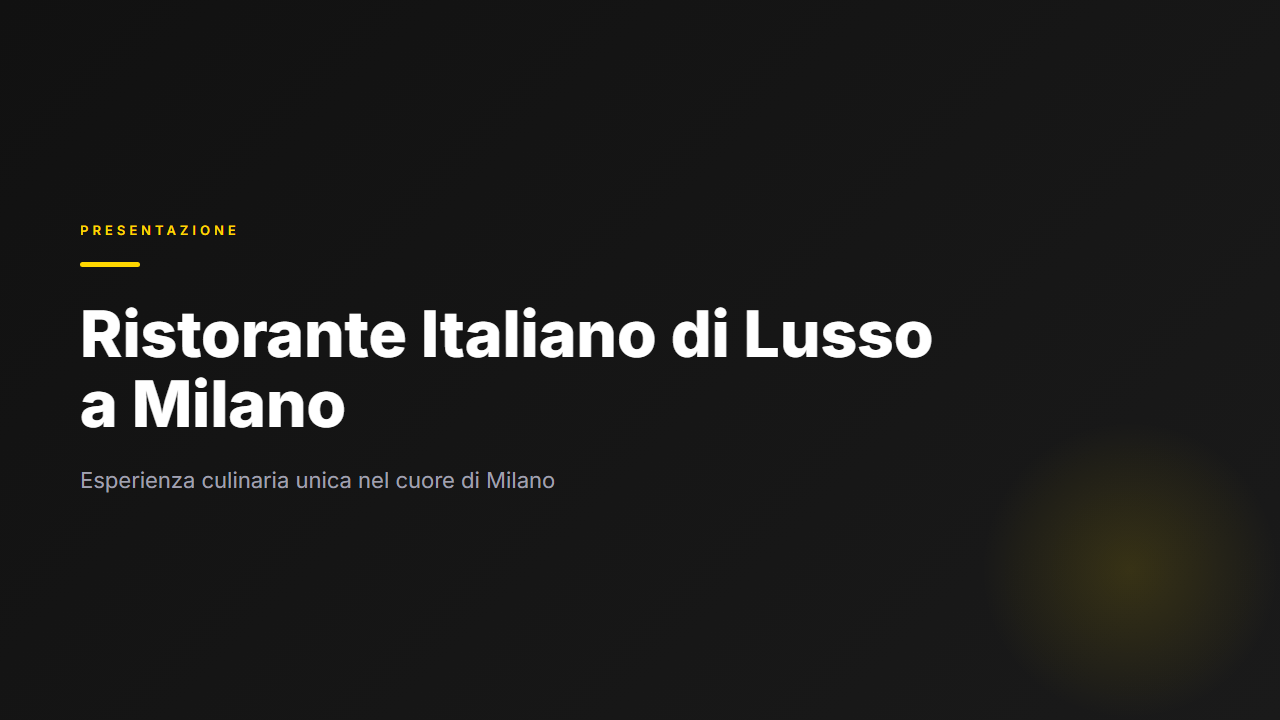 PRESENTAZIONE
Ristorante Italiano di Lusso
a Milano
Esperienza culinaria unica nel cuore di Milano